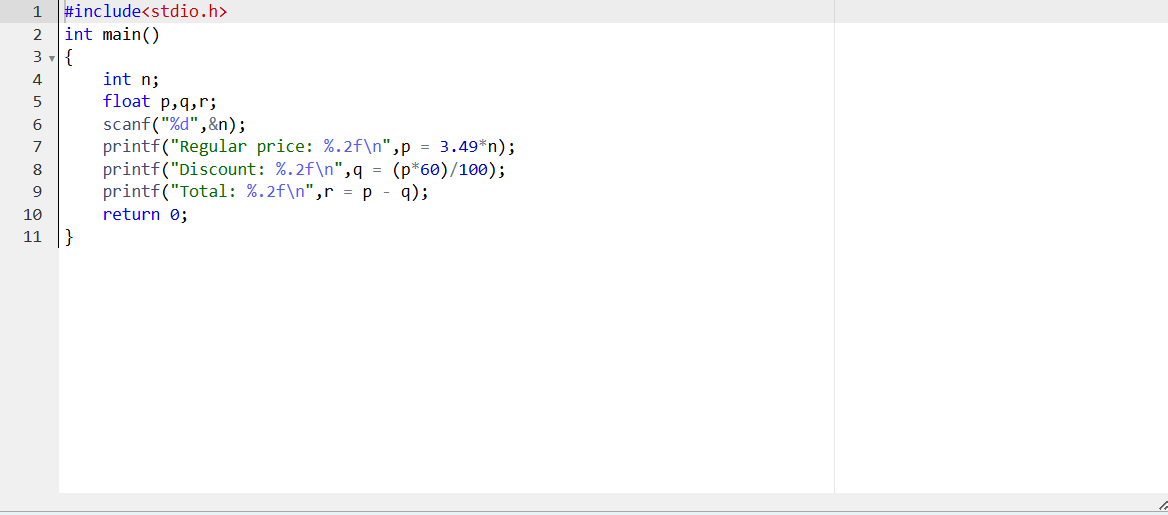 1 #include<stdio.h>
2 int main()
3 {
4     int n;
5     float p,q,r;
6     scanf("%d",&n);
7     printf("Regular price: %.2f\n",p = 3.49*n);
8     printf("Discount: %.2f\n",q = (p*60)/100);
9     printf("Total: %.2f\n",r = p - q);
10     return 0;
11 }